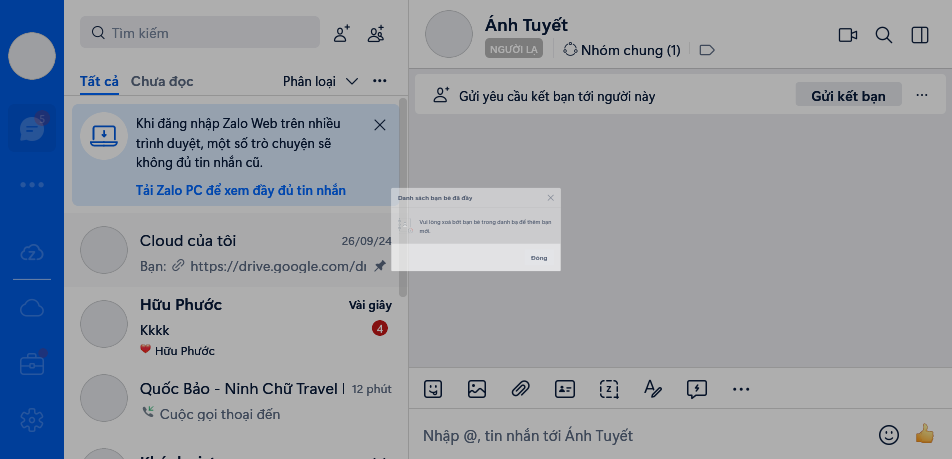 Tìm kiếm
Tất cả
Chưa đọc
Phân loại
5
Khi đăng nhập Zalo Web trên nhiều
trình duyệt, một số trò chuyện sẽ
không đủ tin nhắn cũ.
Tải Zalo PC để xem đầy đủ tin nhắn
Cloud của tôi
26/09/24
Bạn: https://drive.google.com/dr
Hữu Phước
Vài giây
Kkkk
4
Hữu Phước
Quốc Bảo - Ninh Chữ Travel
12 phút
Cuộc gọi thoại đến
Ánh Tuyết
NGƯỜI LẠ
Nhóm chung (1)
Gửi yêu cầu kết bạn tới người này
Gửi kết bạn
Danh sách bạn bè đã đầy
Vui lòng xoá bớt bạn bè trong danh bạ để thêm bạn
mới.
Đóng
Nhập @, tin nhắn tới Ánh Tuyết